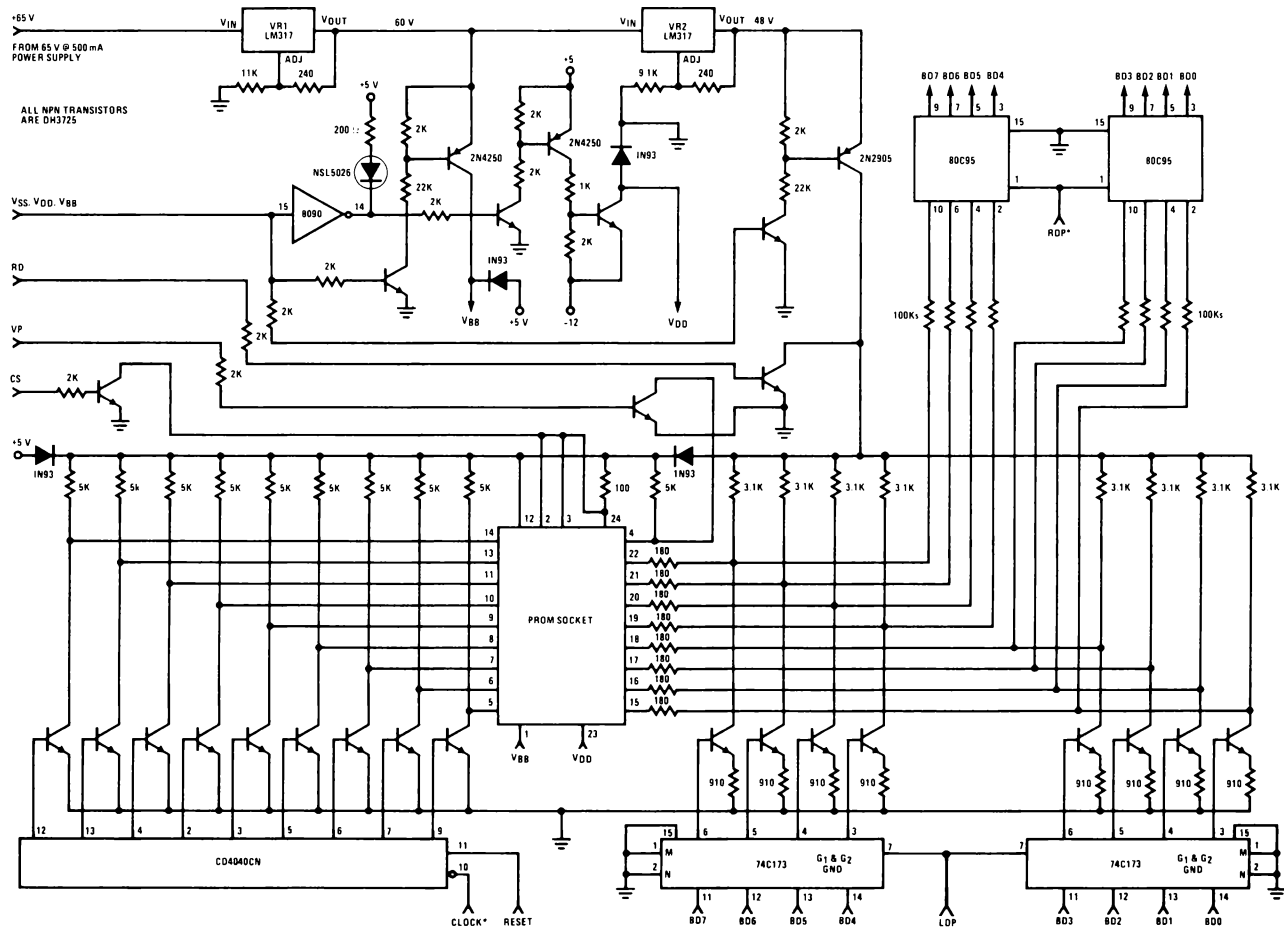 +65 V
VIN
VR1
LM317
VOUT
60 V
VIN
VR2
LM317
VOUT
48 V
ADJ
ADJ
FROM 65 V @ 500 mA
POWER SUPPLY
11K
240
+5
9 1K
240
BD7 BD6 BD5 BD4
BD3 BD2 BD1 BD0
9 7 5 3
9 7 5 3
ALL NPN TRANSISTORS
ARE DH3725
+5 V
200 Ω
2K
2K
2N4250
2N4250
IN93
2K
2N2905
15
15
80C95
80C95
NSL5026
22K
2K
1K
22K
1
1
VSS. VDD. VBB
15
8090
14
2K
2K
10 6 4 2
10 6 4 2
RDP*
RD
2K
IN93
2K
VBB
+5 V
-12
VDD
100Ks
100Ks
VP
2K
2K
CS
2K
+5 V
IN93
1N93
5K
5k
5K
5K
5K
5K
5K
5K
5K
100
5K
3.1K
3 1K
3.1K
3 1K
3.1K
3.1K
3.1K
3.1K
12 2 3 24
14
4
13
22
180
11
21
180
10
20
180
9
PROM SOCKET
19
180
8
18
180
7
17
180
6
16
180
5
15
180
1
23
VBB
VDD
910
910
910
910
910
910
910
910
12 13 4 2 3 5 6 7 9
15 6 5 4 3
6 5 4 3 15
CD4040CN
11
10
1
M
2
N
74C173
G1 & G2
GND
7
7
74C173
G1 & G2
GND
M
1
N
2
11 12 13 14
11 12 13 14
CLOCK*
RESET
BD7
BD6
BD5
BD4
LDP
BD3
BD2
BD1
BD0